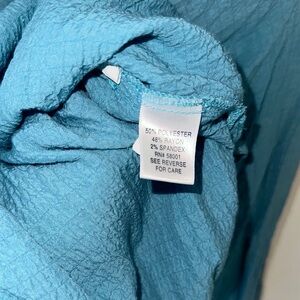 50% POLYESTER
48% RAYON
2% SPANDEX
RN# 58001
SEE REVERSE
FOR CARE